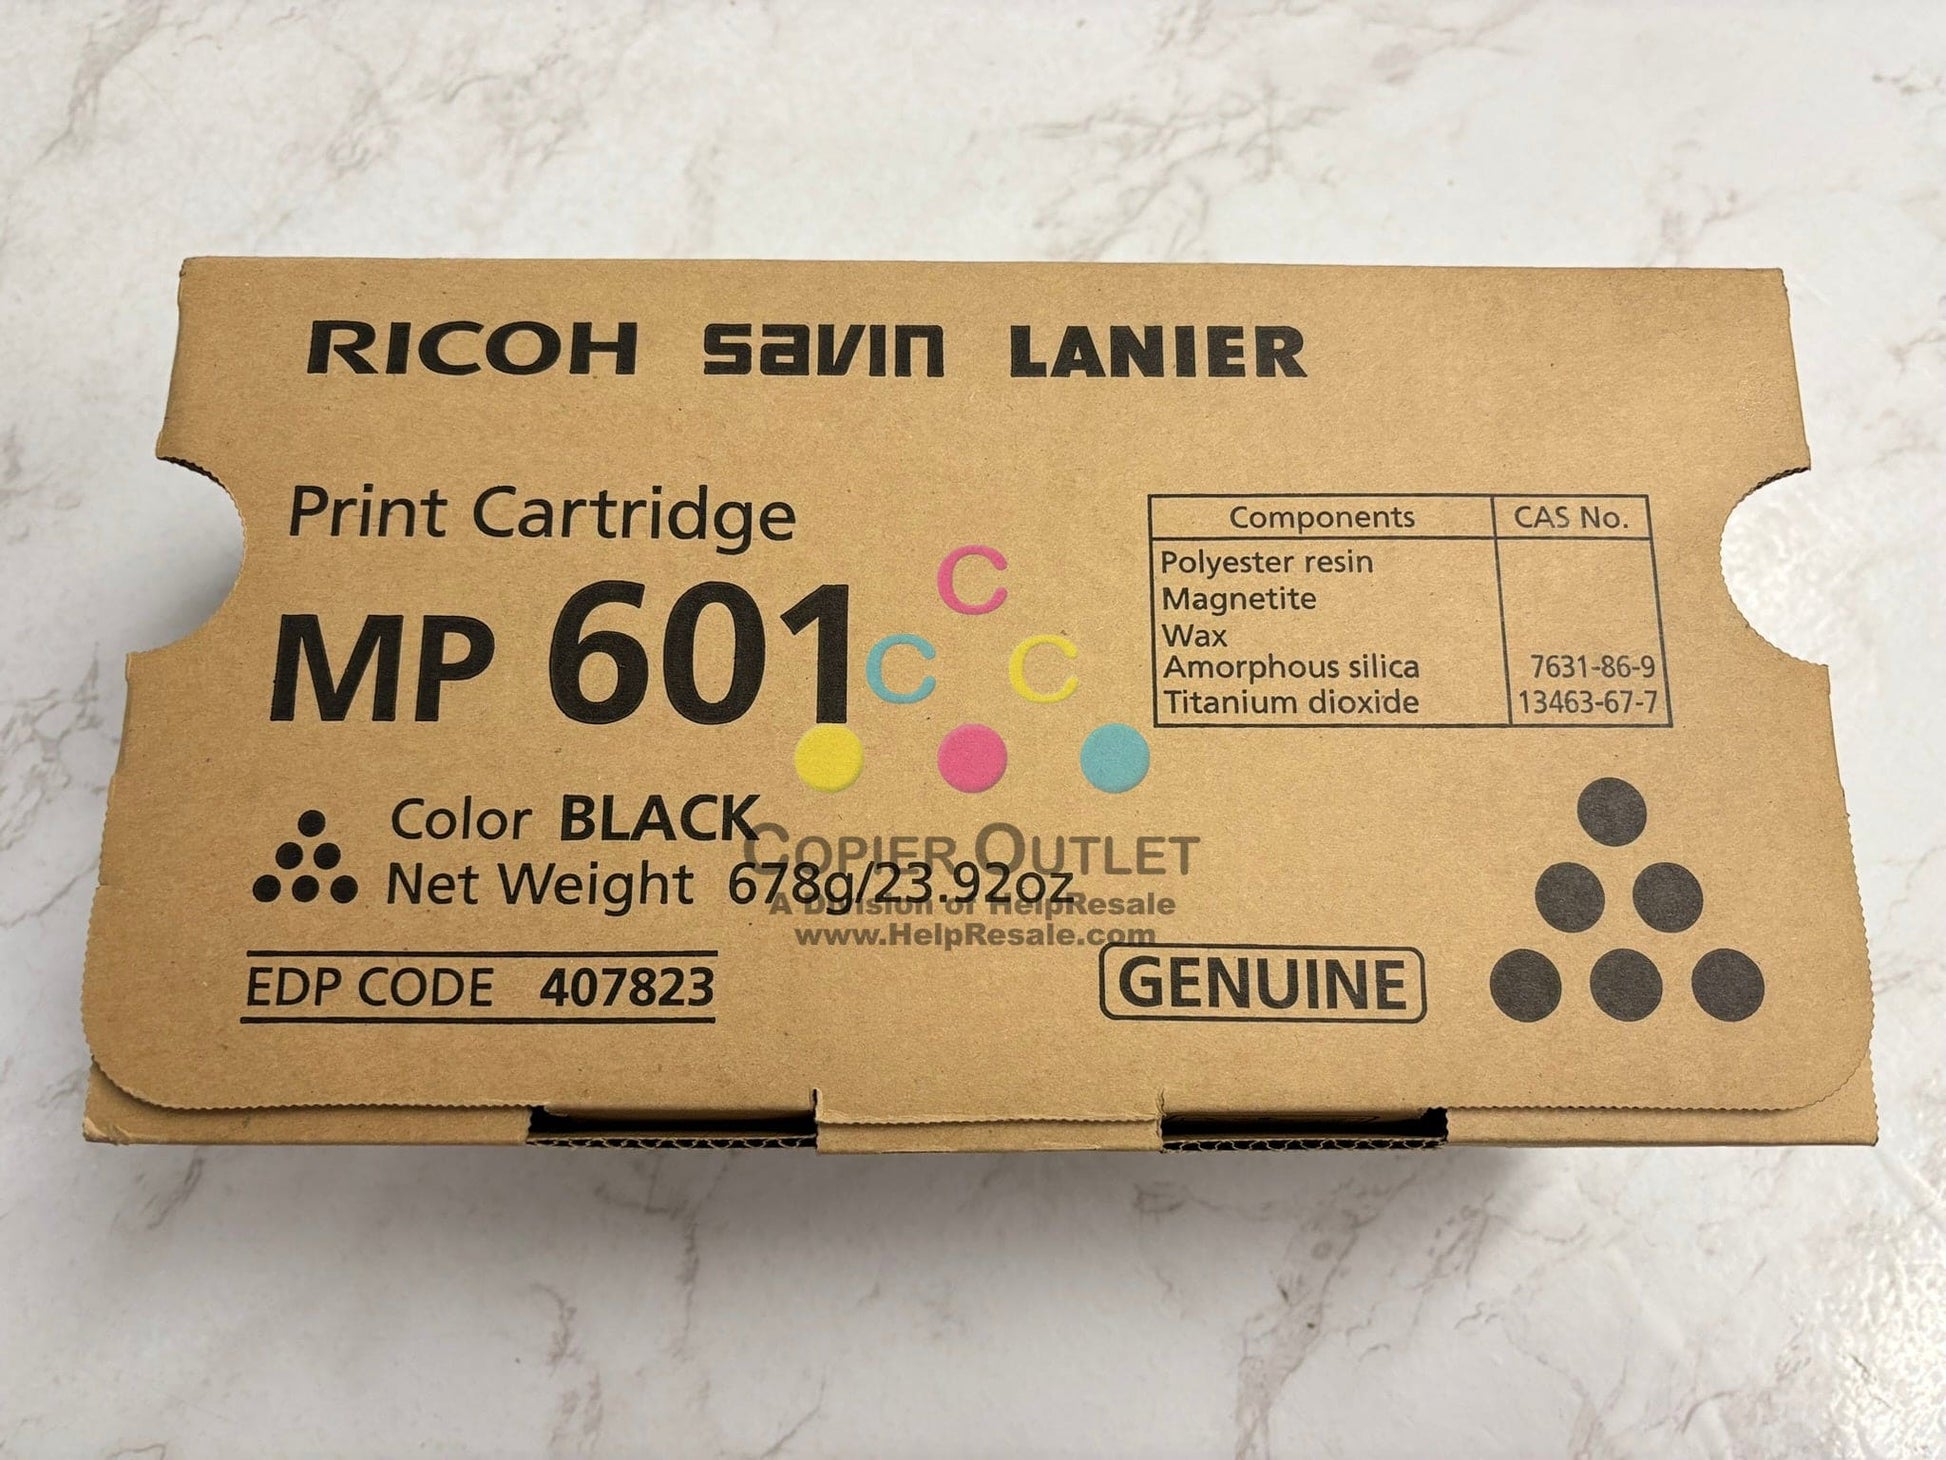 RICOH savin LANIER
Print Cartridge
MP 601
Components CAS No.
Polyester resin
Magnetite
Wax
Amorphous silica 7631-86-9
Titanium dioxide 13463-67-7
C
C C
Color BLACK
Net Weight 678g/23.92oz
COPIER OUTLET
A Division of HelpResale
www.HelpResale.com
EDP CODE 407823
GENUINE